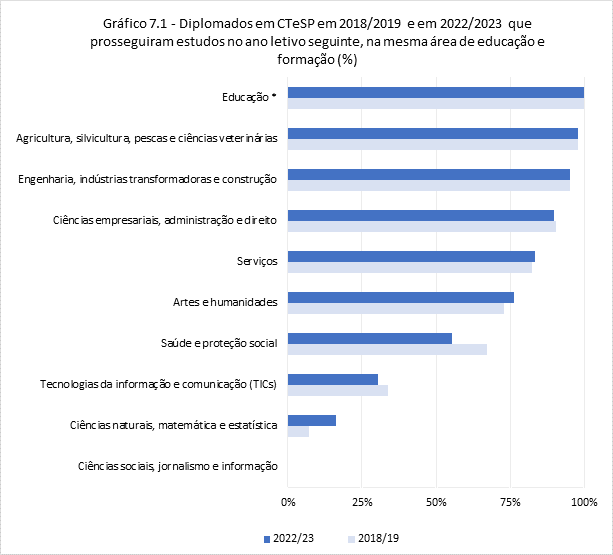 Gráfico 7.1 - Diplomados em CTeSP em 2018/2019 e em 2022/2023 que
prosseguiram estudos no ano letivo seguinte, na mesma área de educação e
formação (%)
Educação *
Agricultura, silvicultura, pescas e ciências veterinárias
Engenharia, indústrias transformadoras e construção
Ciências empresariais, administração e direito
Serviços
Artes e humanidades
Saúde e proteção social
Tecnologias da informação e comunicação (TICs)
Ciências naturais, matemática e estatística
Ciências sociais, jornalismo e informação
0% 25% 50% 75% 100%
2022/23 2018/19